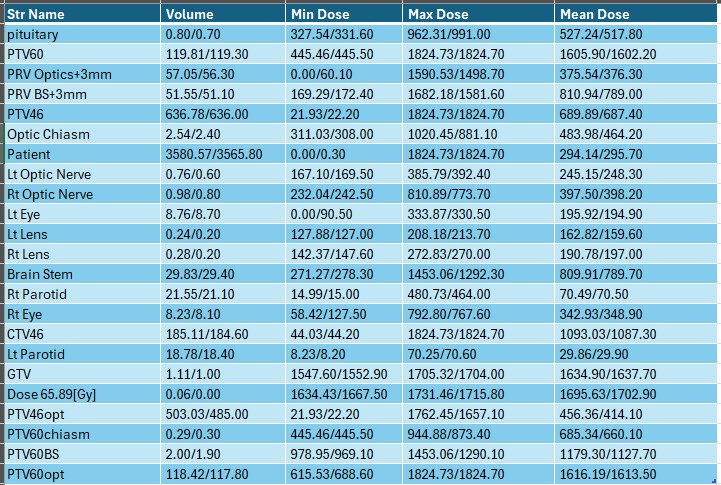 Str Name Volume Min Dose Max Dose Mean Dose
pituitary 0.80/0.70 327.54/331.60 962.31/991.00 527.24/517.80
PTV60 119.81/119.30 445.46/445.50 1824.73/1824.70 1605.90/1602.20
PRV Optics+3mm 57.05/56.30 0.00/60.10 1590.53/1498.70 375.54/376.30
PRV BS+3mm 51.55/51.10 169.29/172.40 1682.18/1581.60 810.94/789.00
PTV46 636.78/636.00 21.93/22.20 1824.73/1824.70 689.89/687.40
Optic Chiasm 2.54/2.40 311.03/308.00 1020.45/881.10 483.98/464.20
Patient 3580.57/3565.80 0.00/0.30 1824.73/1824.70 294.14/295.70
Lt Optic Nerve 0.76/0.60 167.10/169.50 385.79/392.40 245.15/248.30
Rt Optic Nerve 0.98/0.80 232.04/242.50 810.89/773.70 397.50/398.20
Lt Eye 8.76/8.70 0.00/90.50 333.87/330.50 195.92/194.90
Lt Lens 0.24/0.20 127.88/127.00 208.18/213.70 162.82/159.60
Rt Lens 0.28/0.20 142.37/147.60 272.83/270.00 190.78/197.00
Brain Stem 29.83/29.40 271.27/278.30 1453.06/1292.30 809.91/789.70
Rt Parotid 21.55/21.10 14.99/15.00 480.73/464.00 70.49/70.50
Rt Eye 8.23/8.10 58.42/127.50 792.80/767.60 342.93/348.90
CTV46 185.11/184.60 44.03/44.20 1824.73/1824.70 1093.03/1087.30
Lt Parotid 18.78/18.40 8.23/8.20 70.25/70.60 29.86/29.90
GTV 1.11/1.00 1547.60/1552.90 1705.32/1704.00 1634.90/1637.70
Dose 65.89[Gy] 0.06/0.00 1634.43/1667.50 1731.46/1715.80 1695.63/1702.90
PTV46opt 503.03/485.00 21.93/22.20 1762.45/1657.10 456.36/414.10
PTV60chiasm 0.29/0.30 445.46/445.50 944.88/873.40 685.34/660.10
PTV60BS 2.00/1.90 978.95/969.10 1453.06/1290.10 1179.30/1127.70
PTV60opt 118.42/117.80 615.53/688.60 1824.73/1824.70 1616.19/1613.50